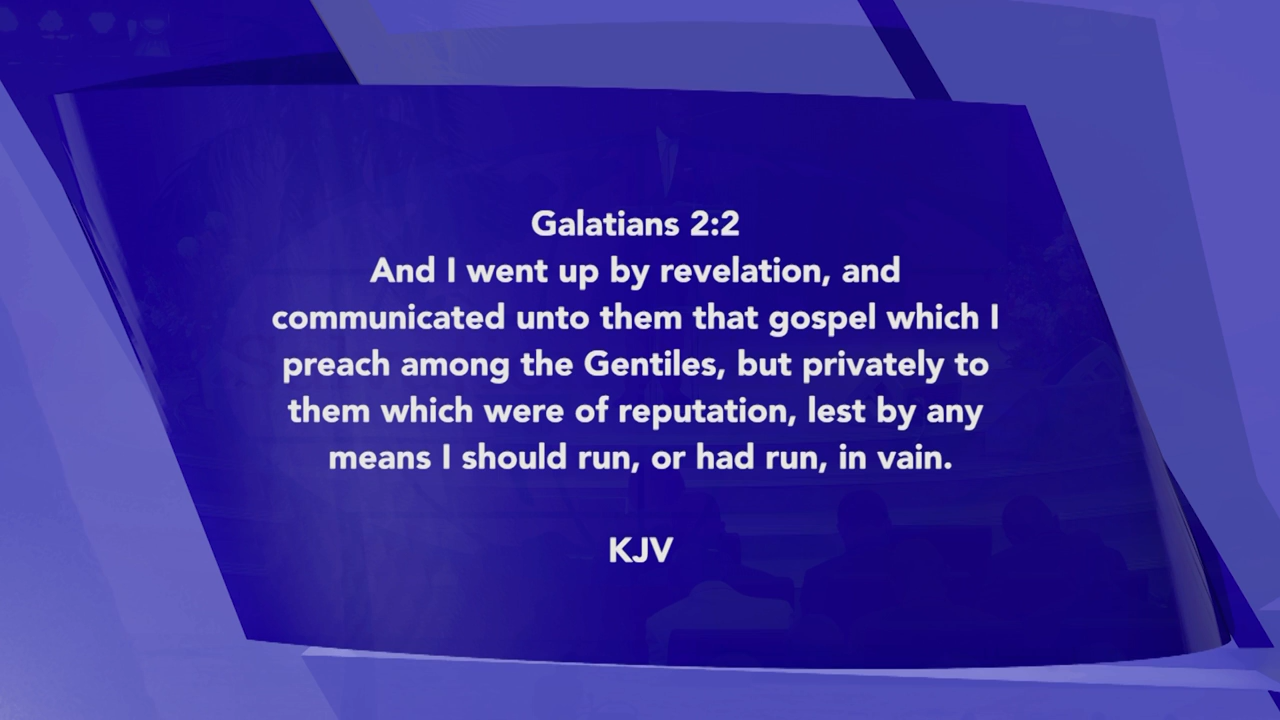 Galatians 2:2
And I went up by revelation, and
communicated unto them that gospel which I
preach among the Gentiles, but privately to
them which were of reputation, lest by any
means I should run, or had run, in vain.
KJV